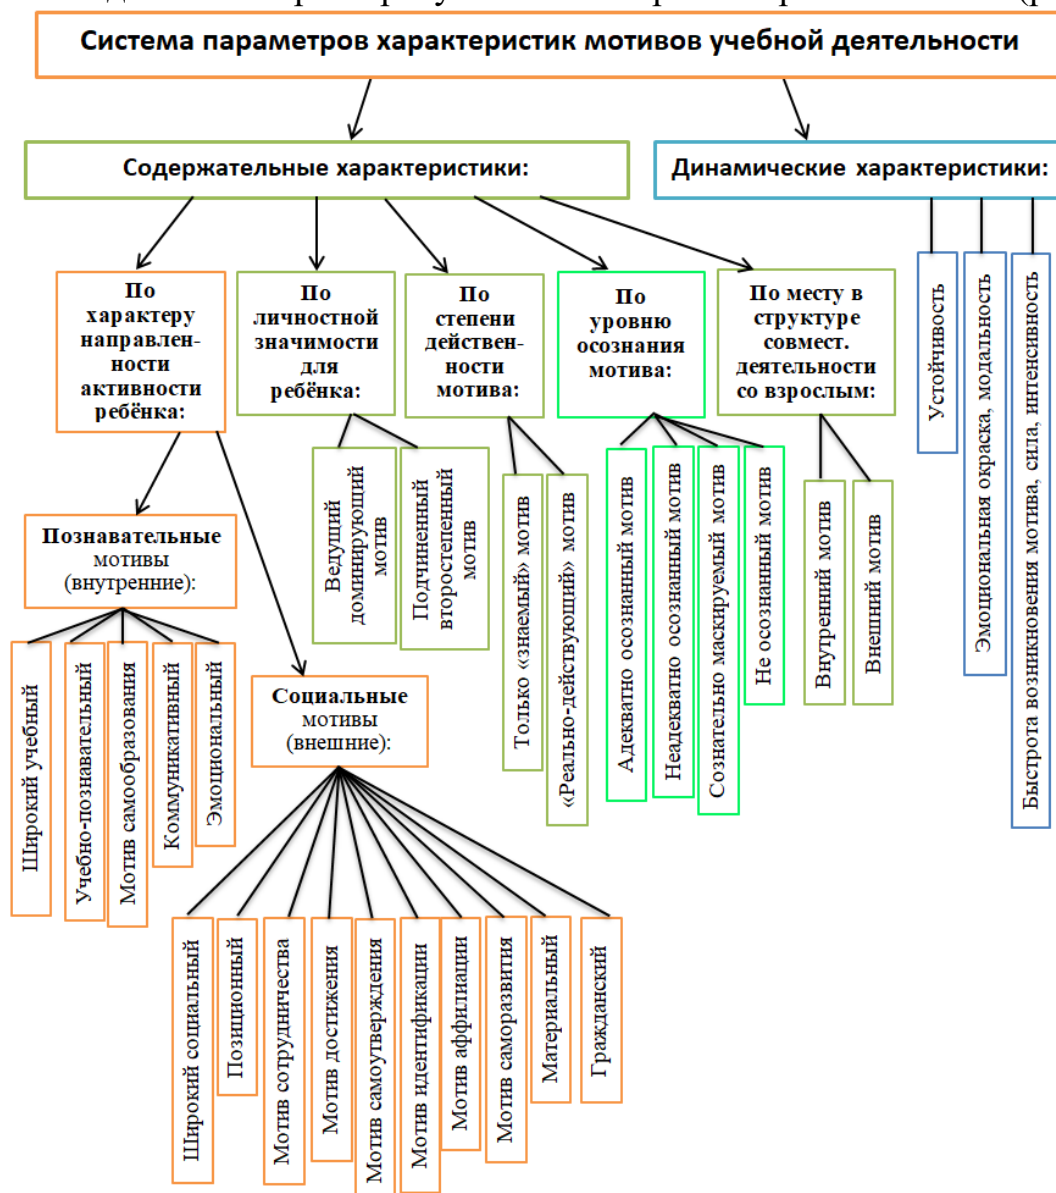 Система параметров характеристик мотивов учебной деятельности
Содержательные характеристики:
Динамические характеристики:
По
характеру
направлен-
ности
активности
ребёнка:
По
личностной
значимости
для
ребёнка:
По
степени
действен-
ности
мотива:
По
уровню
осознания
мотива:
По месту в
структуре
совмест.
деятельности
со взрослым:
Устойчивость
Эмоциональная окраска, модальность
Быстрота возникновения мотива, сила, интенсивность
Ведущий
доминирующий
мотив
Подчиненный
второстепенный
мотив
Только «знаемый» мотив
«Реально-действующий» мотив
Адекватно осознанный мотив
Неадекватно осознанный мотив
Сознательно маскируемый мотив
Не осознанный мотив
Внутренний мотив
Внешний мотив
Познавательные
мотивы
(внутренние):
Широкий учебный
Учебно-познавательный
Мотив самообразования
Коммуникативный
Эмоциональный
Социальные
мотивы
(внешние):
Широкий социальный
Позиционный
Мотив сотрудничества
Мотив достижения
Мотив самоутверждения
Мотив идентификации
Мотив аффилиации
Мотив саморазвития
Материальный
Гражданский